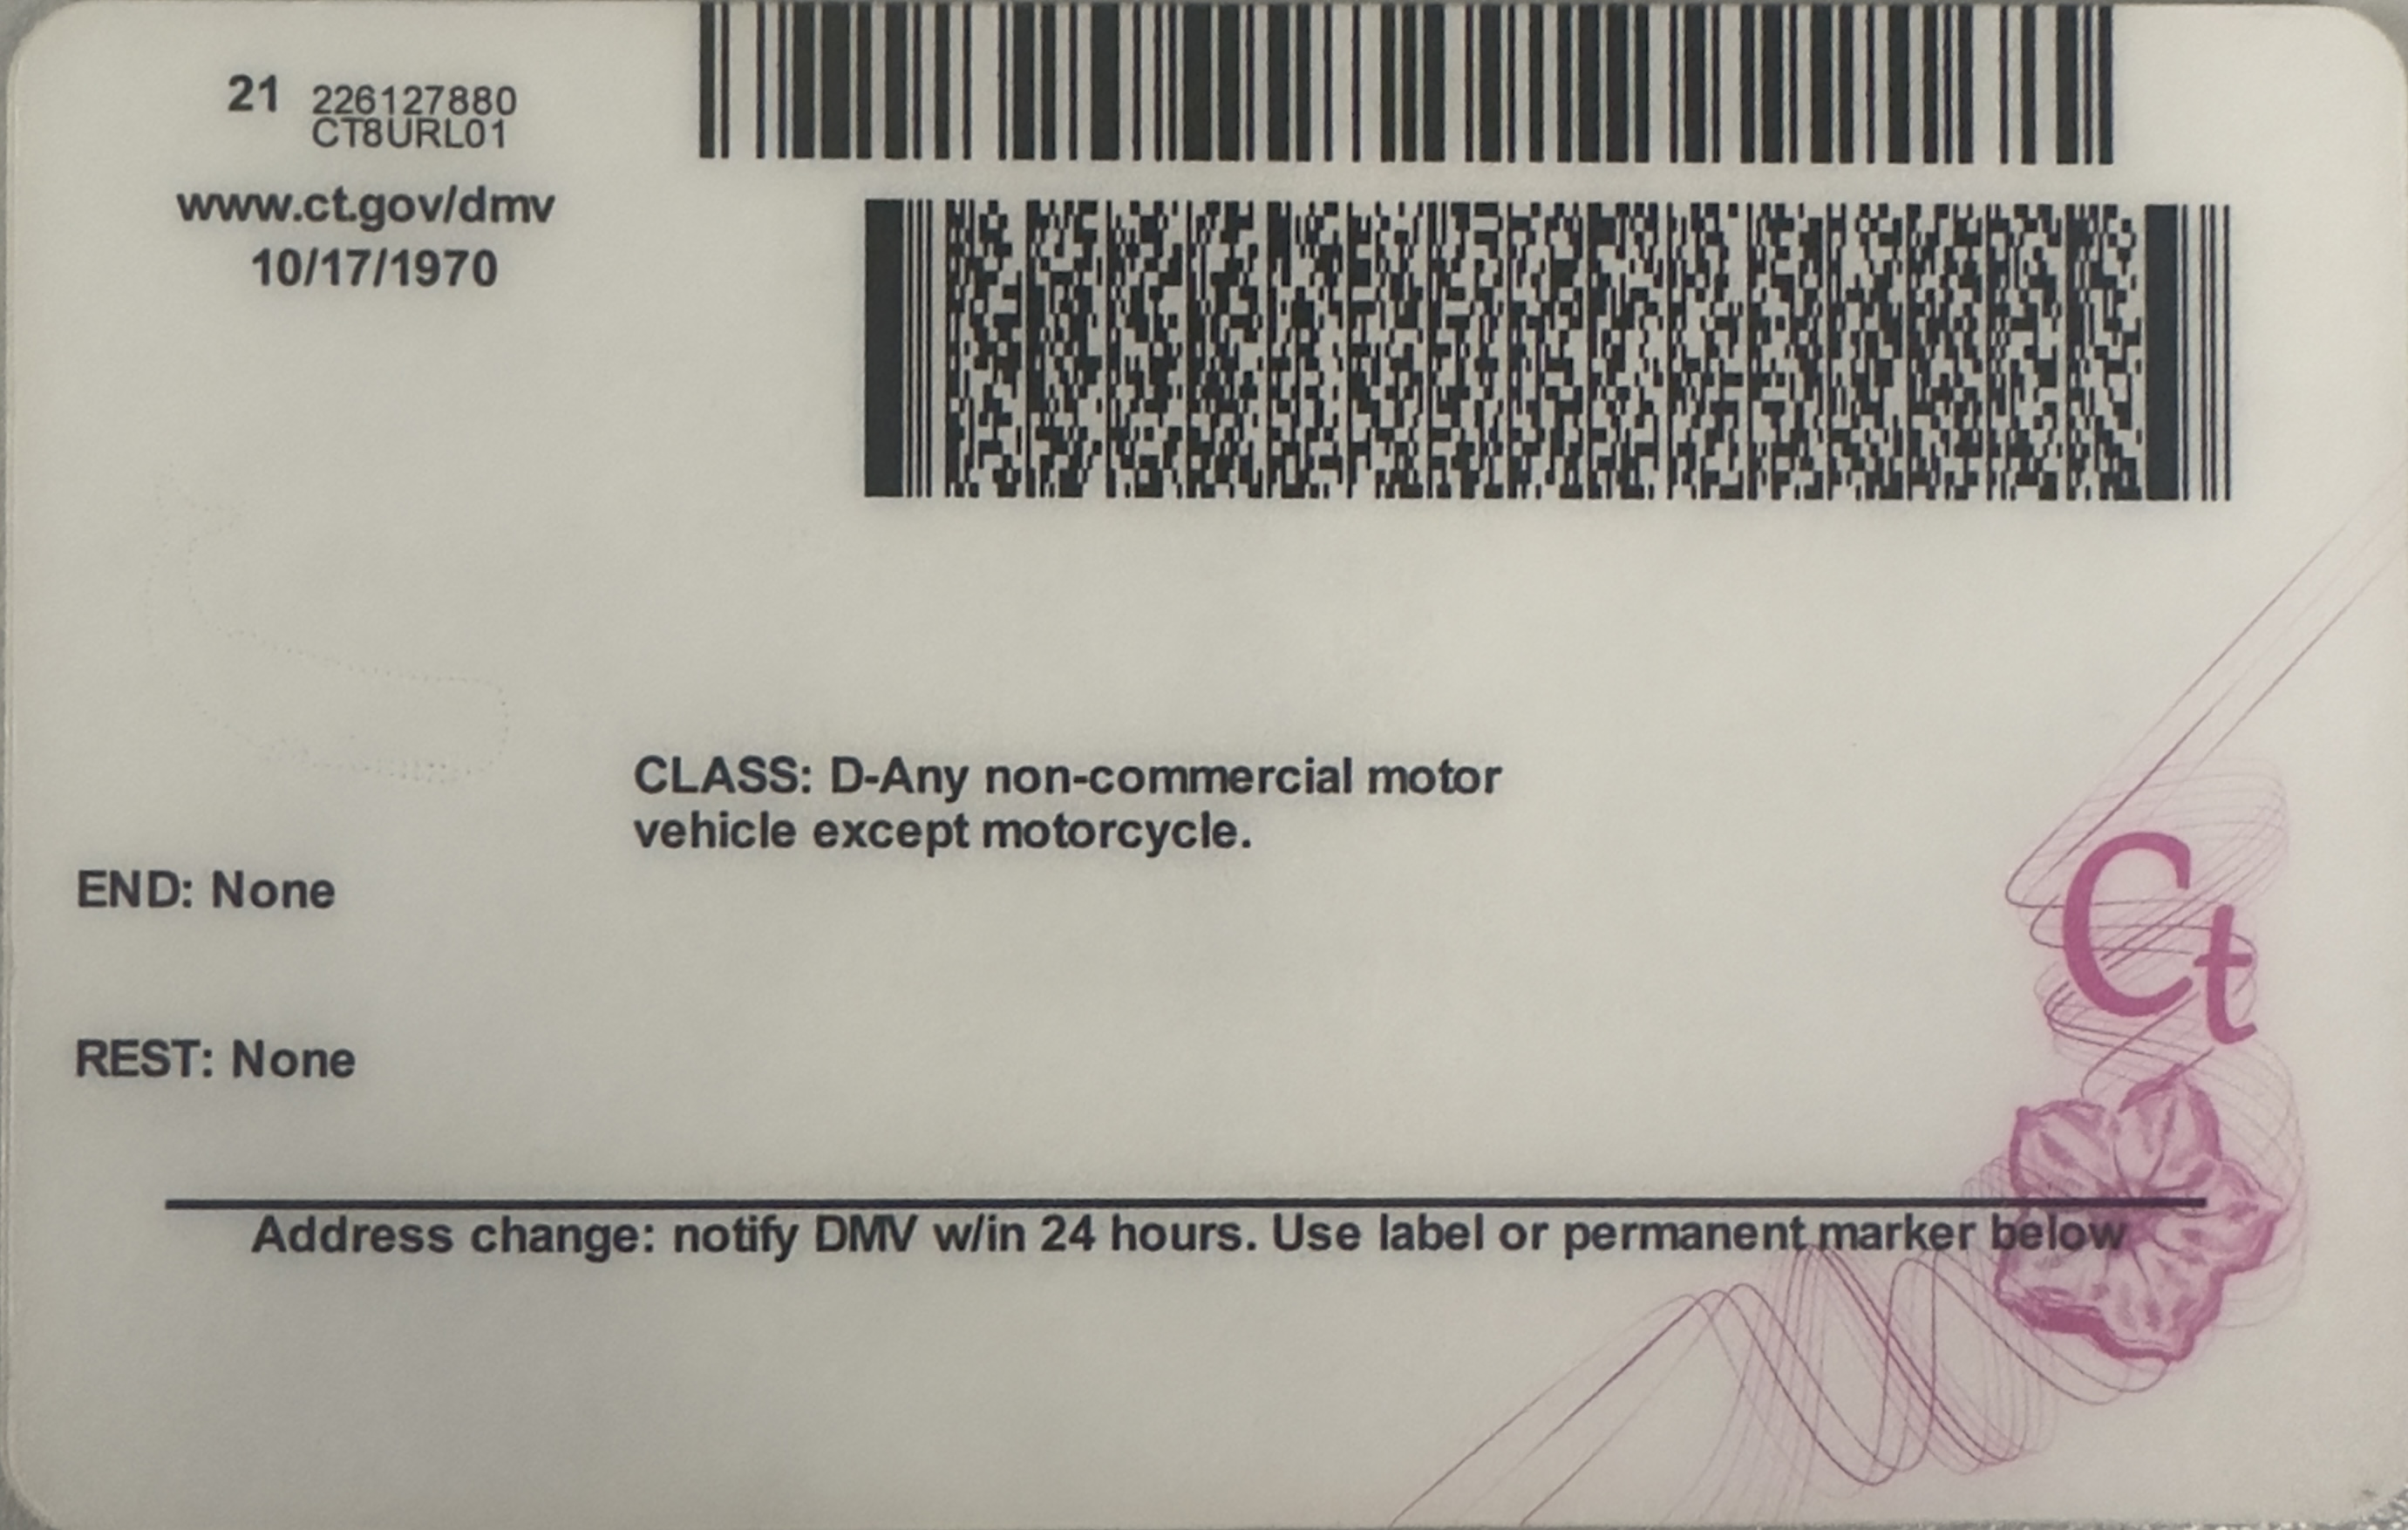 21 226127880
CT8URL01
www.ct.gov/dmv
10/17/1970
CLASS: D-Any non-commercial motor
vehicle except motorcycle.
END: None
REST: None
Ct
Address change: notify DMV w/in 24 hours. Use label or permanent marker below